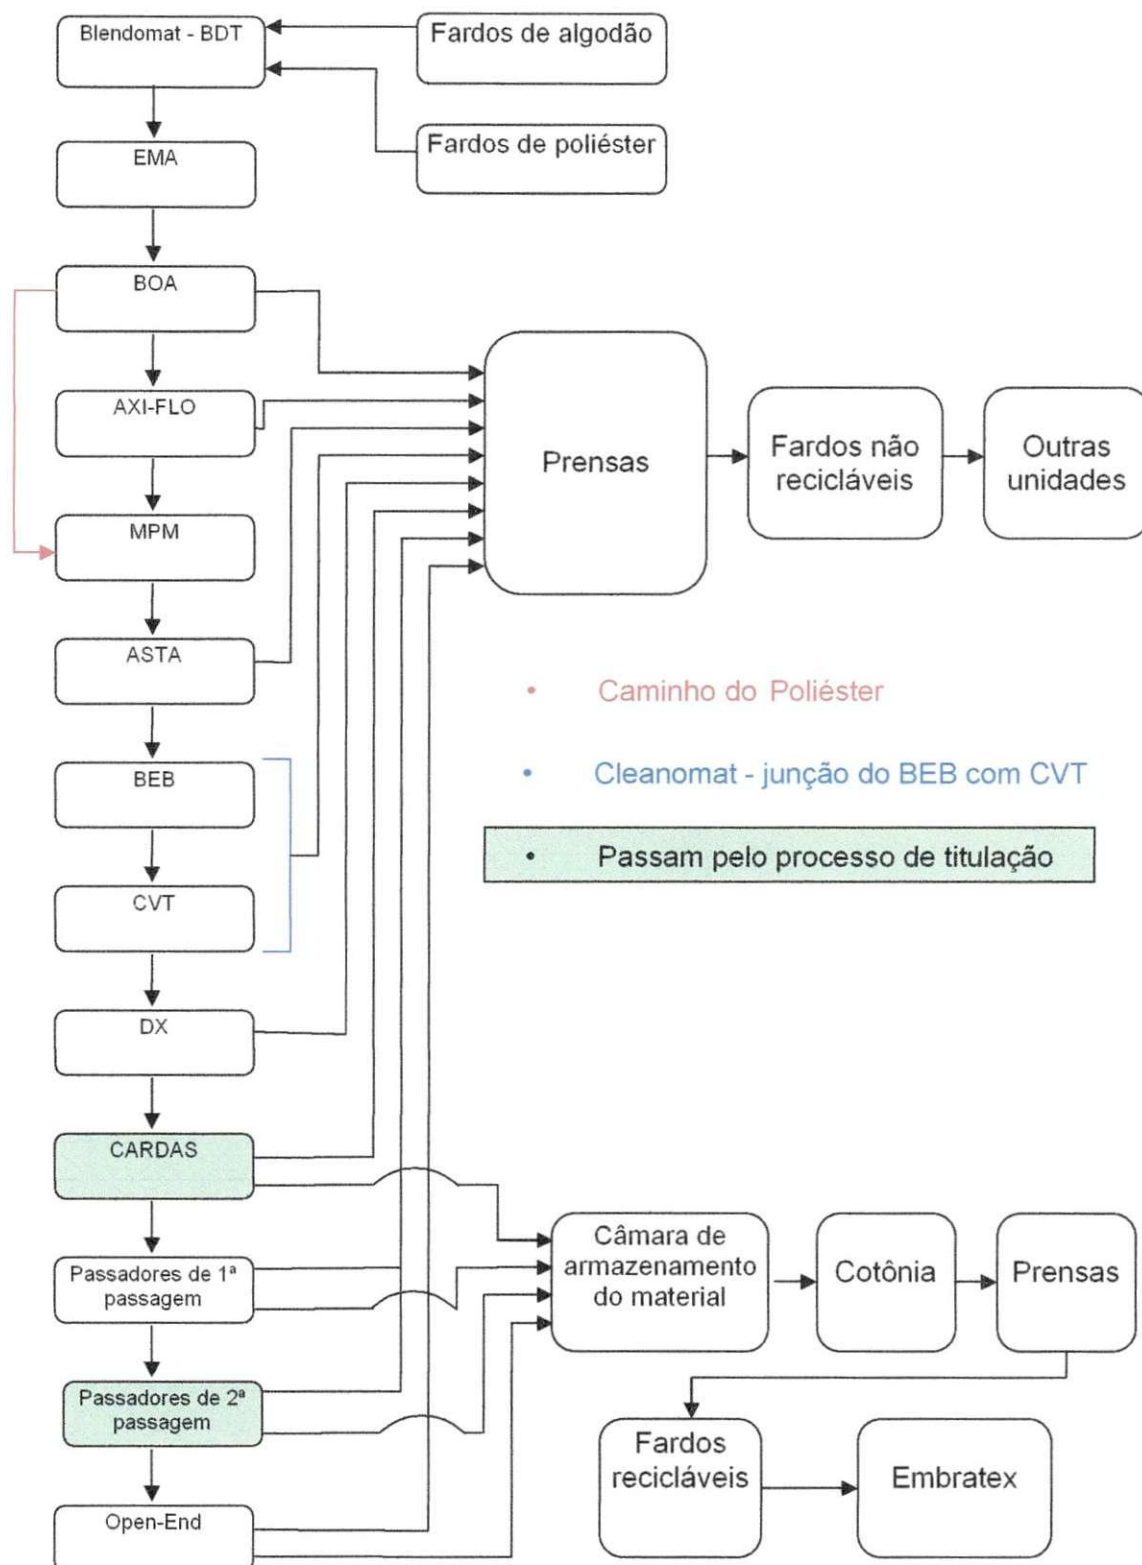 Blendomat - BDT
Fardos de algodão
Fardos de poliéster
EMA
BOA
AXI-FLO
Prensas
Fardos não
recicláveis
Outras
unidades
MPM
ASTA
• Caminho do Poliéster
BEB
• Cleanomat - junção do BEB com CVT
• Passam pelo processo de titulação
CVT
DX
CARDAS
Passadores de 1ª
passagem
Câmara de
armazenamento
do material
Cotônia
Prensas
Passadores de 2ª
passagem
Fardos
recicláveis
Embratex
Open-End